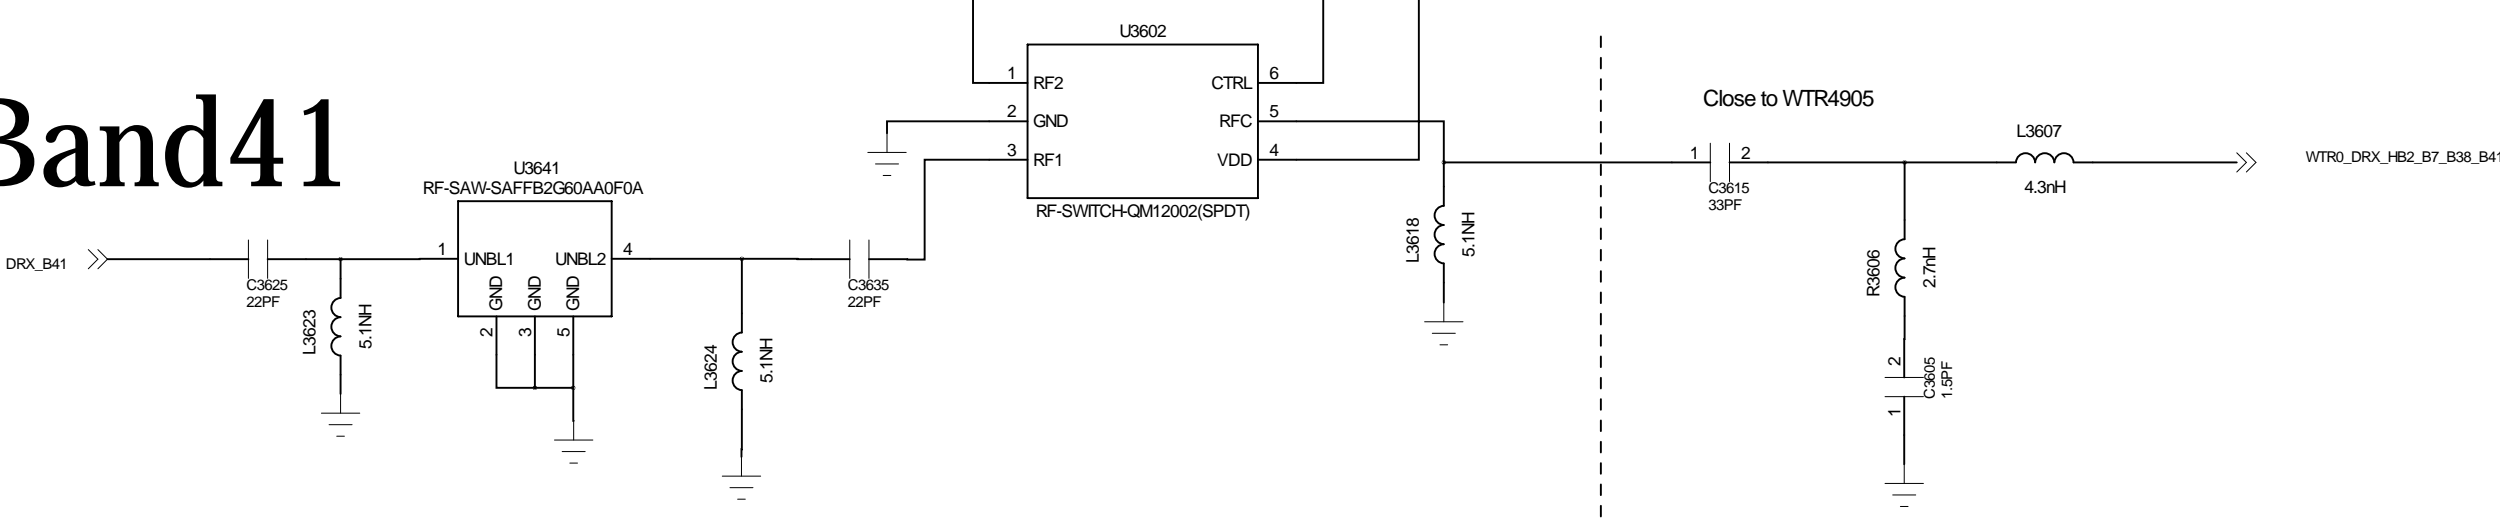 Band41
DRX_B41
C3625
22PF
L3623
5.1NH
U3641
RF-SAW-SAFFB2G60AA0F0A
1
UNBL1
UNBL2
4
GND
GND
GND
2
3
5
L3624
5.1NH
C3635
22PF
U3602
1
RF2
2
GND
3
RF1
CTRL
6
RFC
5
VDD
4
RF-SWITCH-QM12002(SPDT)
L3618
5.1NH
Close to WTR4905
1
2
C3615
33PF
L3607
4.3nH
R3606
2.7nH
2
C3605
1.5PF
1
WTR0_DRX_HB2_B7_B38_B41